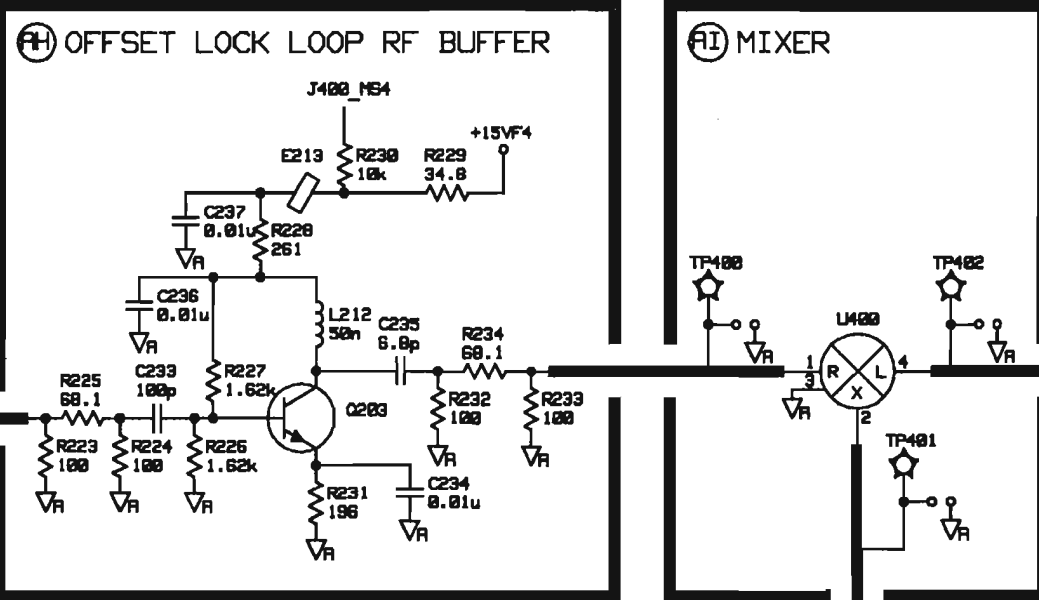 AH OFFSET LOCK LOOP RF BUFFER
J400_MS4
+15VF4
E213
R230
10k
R229
34.8
C237
0.01u
R228
261
A
C236
0.01u
A
L212
50n
C235
6.8p
R234
68.1
R225
68.1
C233
100p
R227
1.62k
Q203
R232
100
R233
100
R223
100
R224
100
R226
1.62k
A
A
A
A
A
R231
196
C234
0.01u
A
A
AI MIXER
TP400
TP402
A
A
U400
1
R
L
4
3
X
A
2
TP401
A